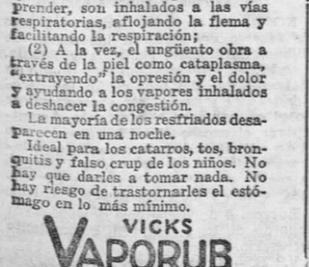 prender, son inhalados a las vías
respiratorias, aflojando la flema y
facilitando la respiración;
(2) A la vez, el ungüento obra a
través de la piel como cataplasma,
"extrayendo" la opresión y el dolor
y ayudando a los vapores inhalados
a deshacer la congestión.
La mayoría de los resfriados desa-
parecen en una noche.
Ideal para los catarros, tos, bron-
quitis y falso crup de los niños. No
hay que darles a tomar nada. No
hay riesgo de trastornarles el estó-
mago en lo más mínimo.
VICKS
VAPORUB